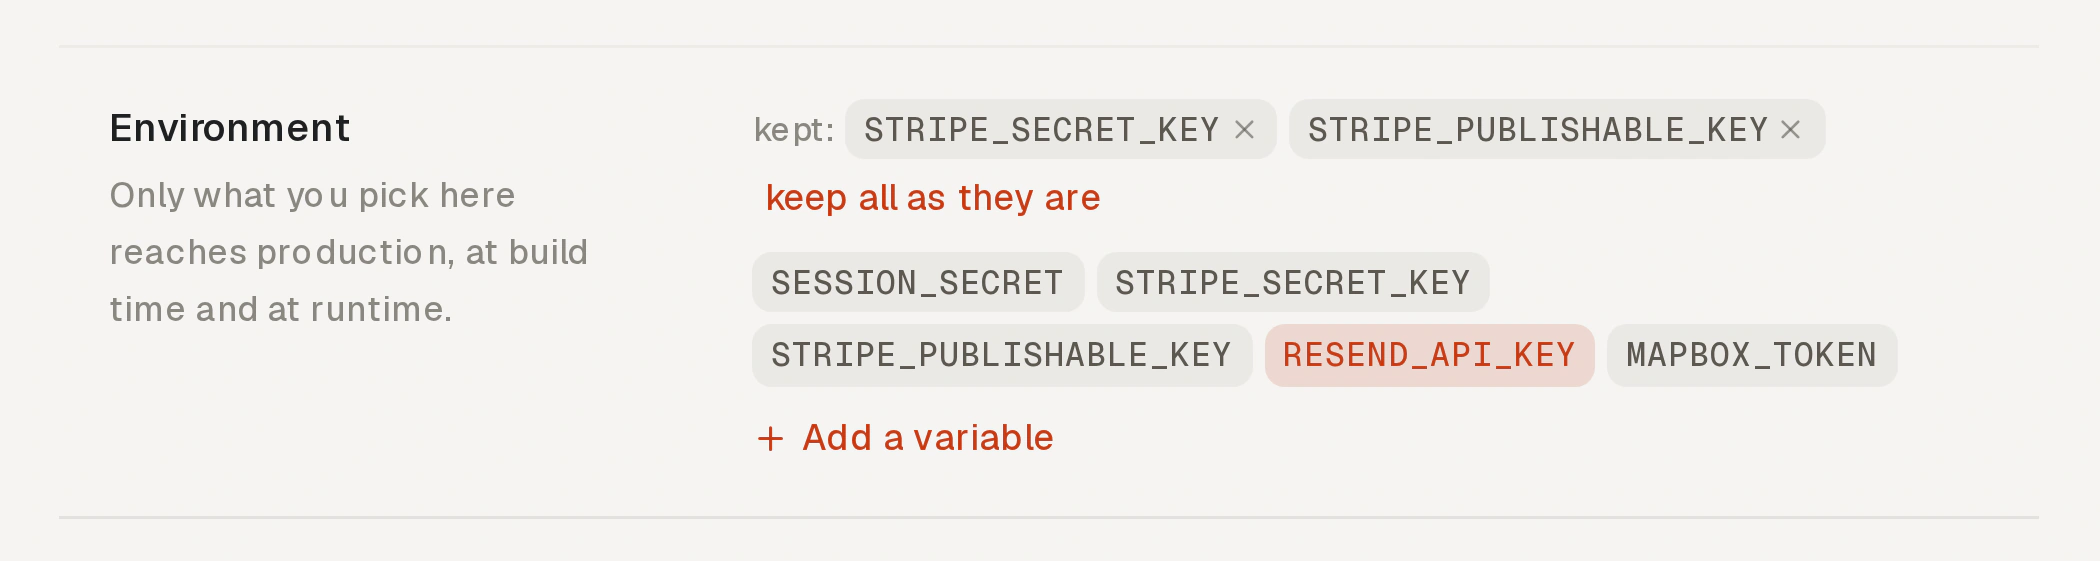 Environment
Only what you pick here
reaches production, at build
time and at runtime.
kept: STRIPE_SECRET_KEY × STRIPE_PUBLISHABLE_KEY ×
keep all as they are
SESSION_SECRET STRIPE_SECRET_KEY
STRIPE_PUBLISHABLE_KEY RESEND_API_KEY MAPBOX_TOKEN
+ Add a variable